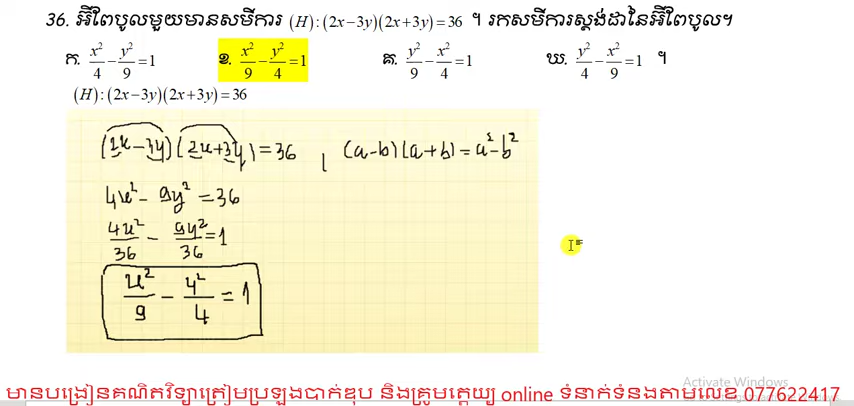 36. អ៊ីពែបូលមួយមានសមីការ (H):(2x−3y)(2x+3y)=36 ។ រកសមីការស្តង់ដានៃអ៊ីពែបូល។
ក. x²/4 − y²/9 = 1 ខ. x²/9 − y²/4 = 1 គ. y²/9 − x²/4 = 1 ឃ. y²/4 − x²/9 = 1 ។
(H):(2x−3y)(2x+3y)=36
(2x−3y)(2x+3y)=36 , (a−b)(a+b)=a²−b²
4x² − 9y² = 36
4x²/36 − 9y²/36 = 1
x²/9 − y²/4 = 1
Activate Windows
មានបង្រៀនគណិតវិទ្យាត្រៀមប្រឡងបាក់ឌុប និងគ្រូមត្តេយ្យ online ទំនាក់ទំនងតាមលេខ 077622417